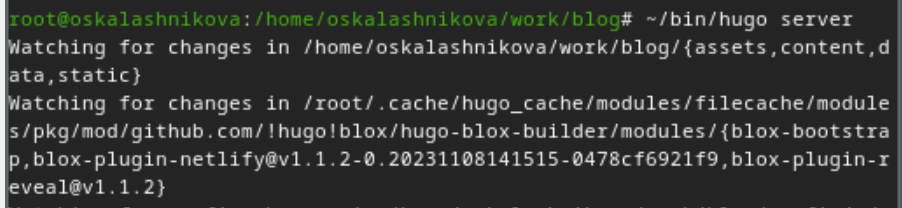 root@oskalashnikova:/home/oskalashnikova/work/blog# ~/bin/hugo server
Watching for changes in /home/oskalashnikova/work/blog/{assets,content,d
ata,static}
Watching for changes in /root/.cache/hugo_cache/modules/filecache/module
s/pkg/mod/github.com/!hugo!blox/hugo-blox-builder/modules/{blox-bootstra
p,blox-plugin-netlify@v1.1.2-0.20231108141515-0478cf6921f9,blox-plugin-r
eveal@v1.1.2}